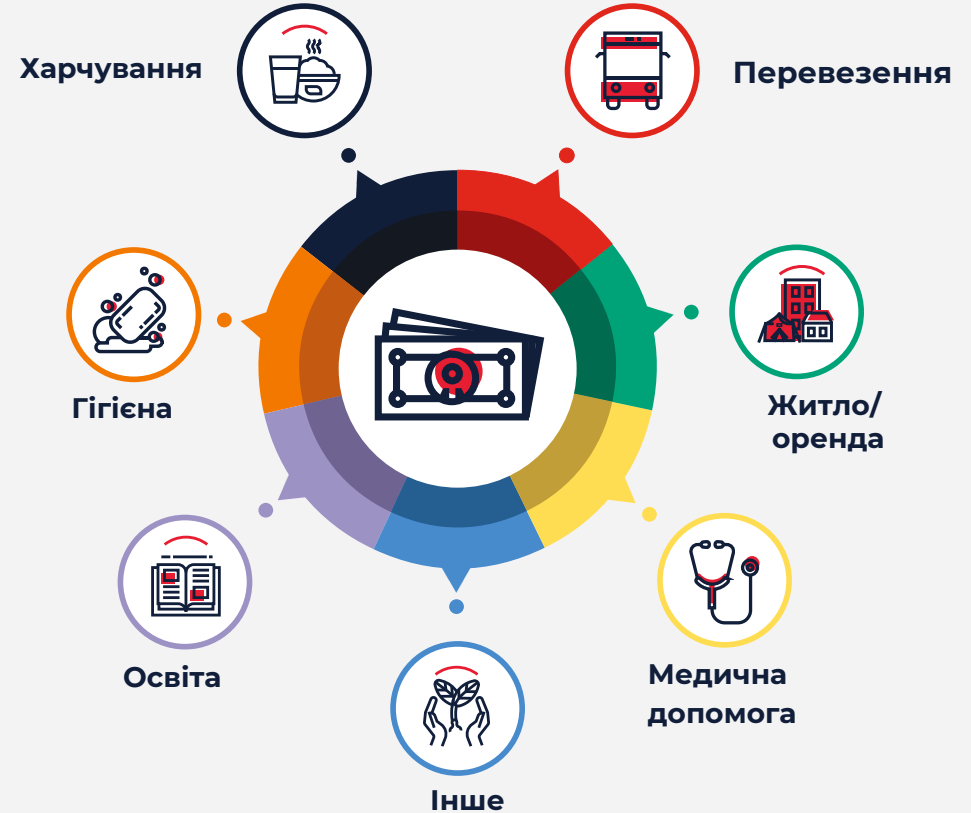 Харчування
Перевезення
Гігієна
Житло/
оренда
Освіта
Медична
допомога
Інше